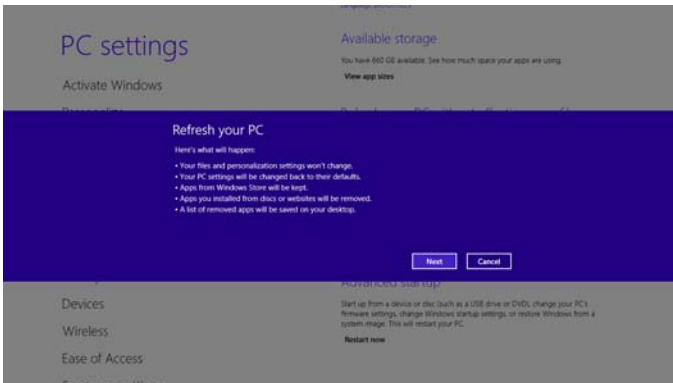 PC settings
Activate Windows
Available storage
You have 660 GB available. See how much space your apps are using.
View app sizes
Refresh your PC
Here's what will happen:
• Your files and personalization settings won't change.
• Your PC settings will be changed back to their defaults.
• Apps from Windows Store will be kept.
• Apps you installed from discs or websites will be removed.
• A list of removed apps will be saved on your desktop.
Next
Cancel
Devices
Wireless
Ease of Access
Advanced startup
Start up from a device or disc (such as a USB drive or DVD), change your PC's
firmware settings, change Windows startup settings, or restore Windows from a
system image. This will restart your PC.
Restart now